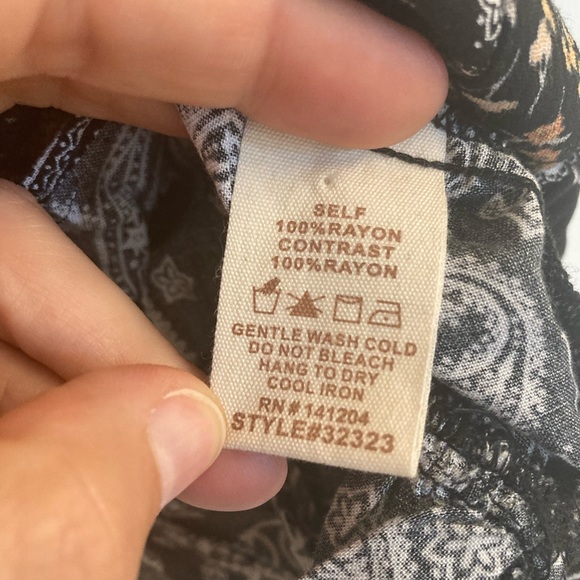 SELF
100%RAYON
CONTRAST
100%RAYON
GENTLE WASH COLD
DO NOT BLEACH
HANG TO DRY
COOL IRON
RN# 141204
STYLE#32323